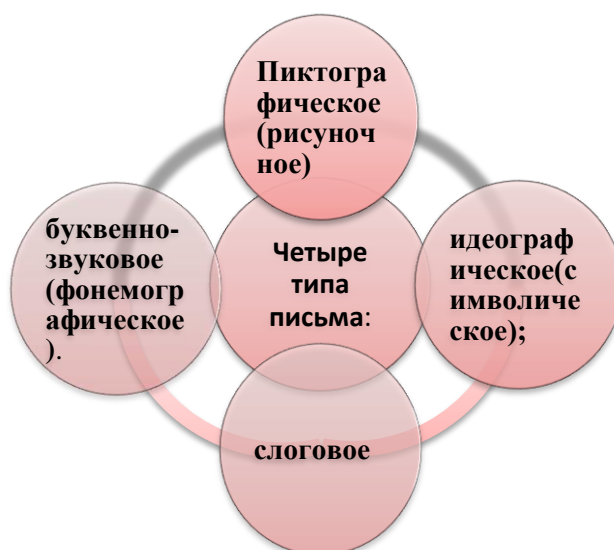 Пиктогра
фическое
(рисуноч
ное)
идеограф
ическое(с
имволиче
ское);
Четыре
типа
письма:
буквенно-
звуковое
(фонемогр
афическое
).
слоговое